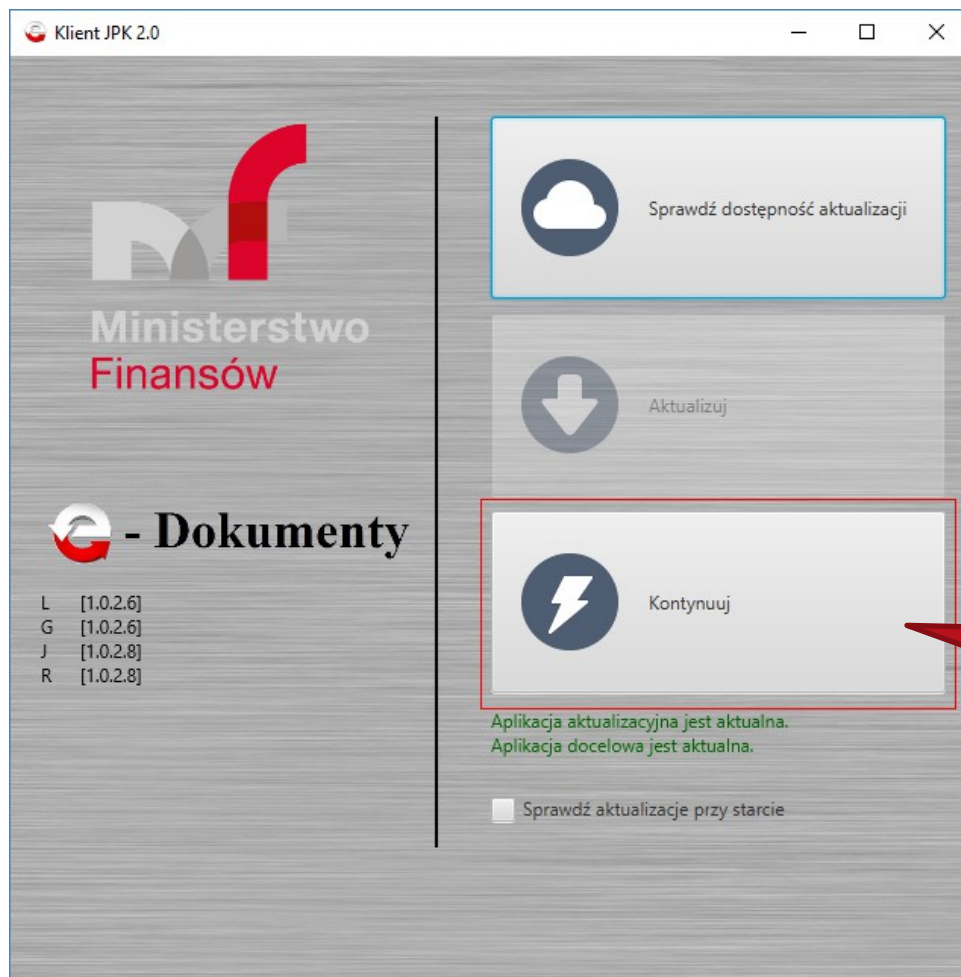 Klient JPK 2.0
Ministerstwo
Finansów
e - Dokumenty
L [1.0.2.6]
G [1.0.2.6]
J [1.0.2.8]
R [1.0.2.8]
Sprawdź dostępność aktualizacji
Aktualizuj
Kontynuuj
Aplikacja aktualizacyjna jest aktualna.
Aplikacja docelowa jest aktualna.
Sprawdź aktualizacje przy starcie